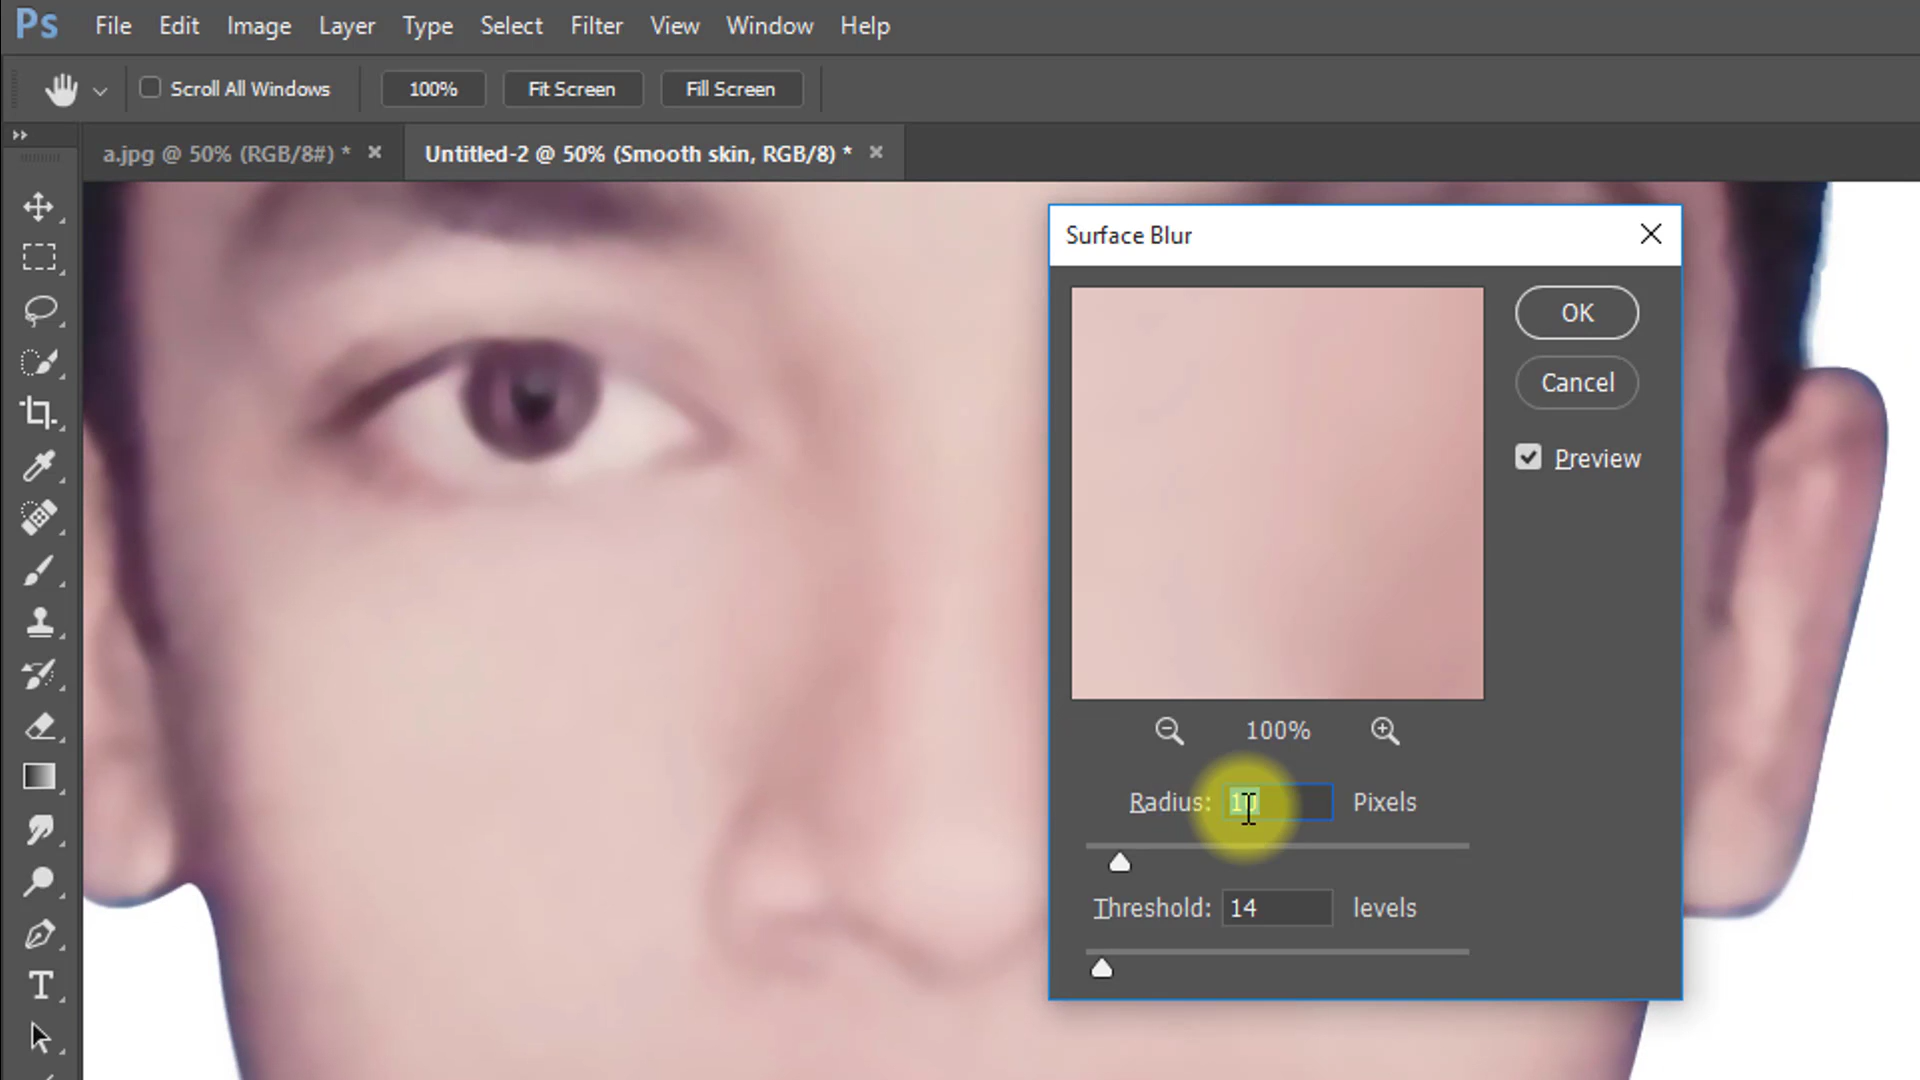 Ps File Edit Image Layer Type Select Filter View Window Help
Scroll All Windows 100% Fit Screen Fill Screen
a.jpg @ 50% (RGB/8#) * Untitled-2 @ 50% (Smooth skin, RGB/8) *
Surface Blur
OK
Cancel
Preview
100%
Radius: 10 Pixels
Threshold: 14 levels